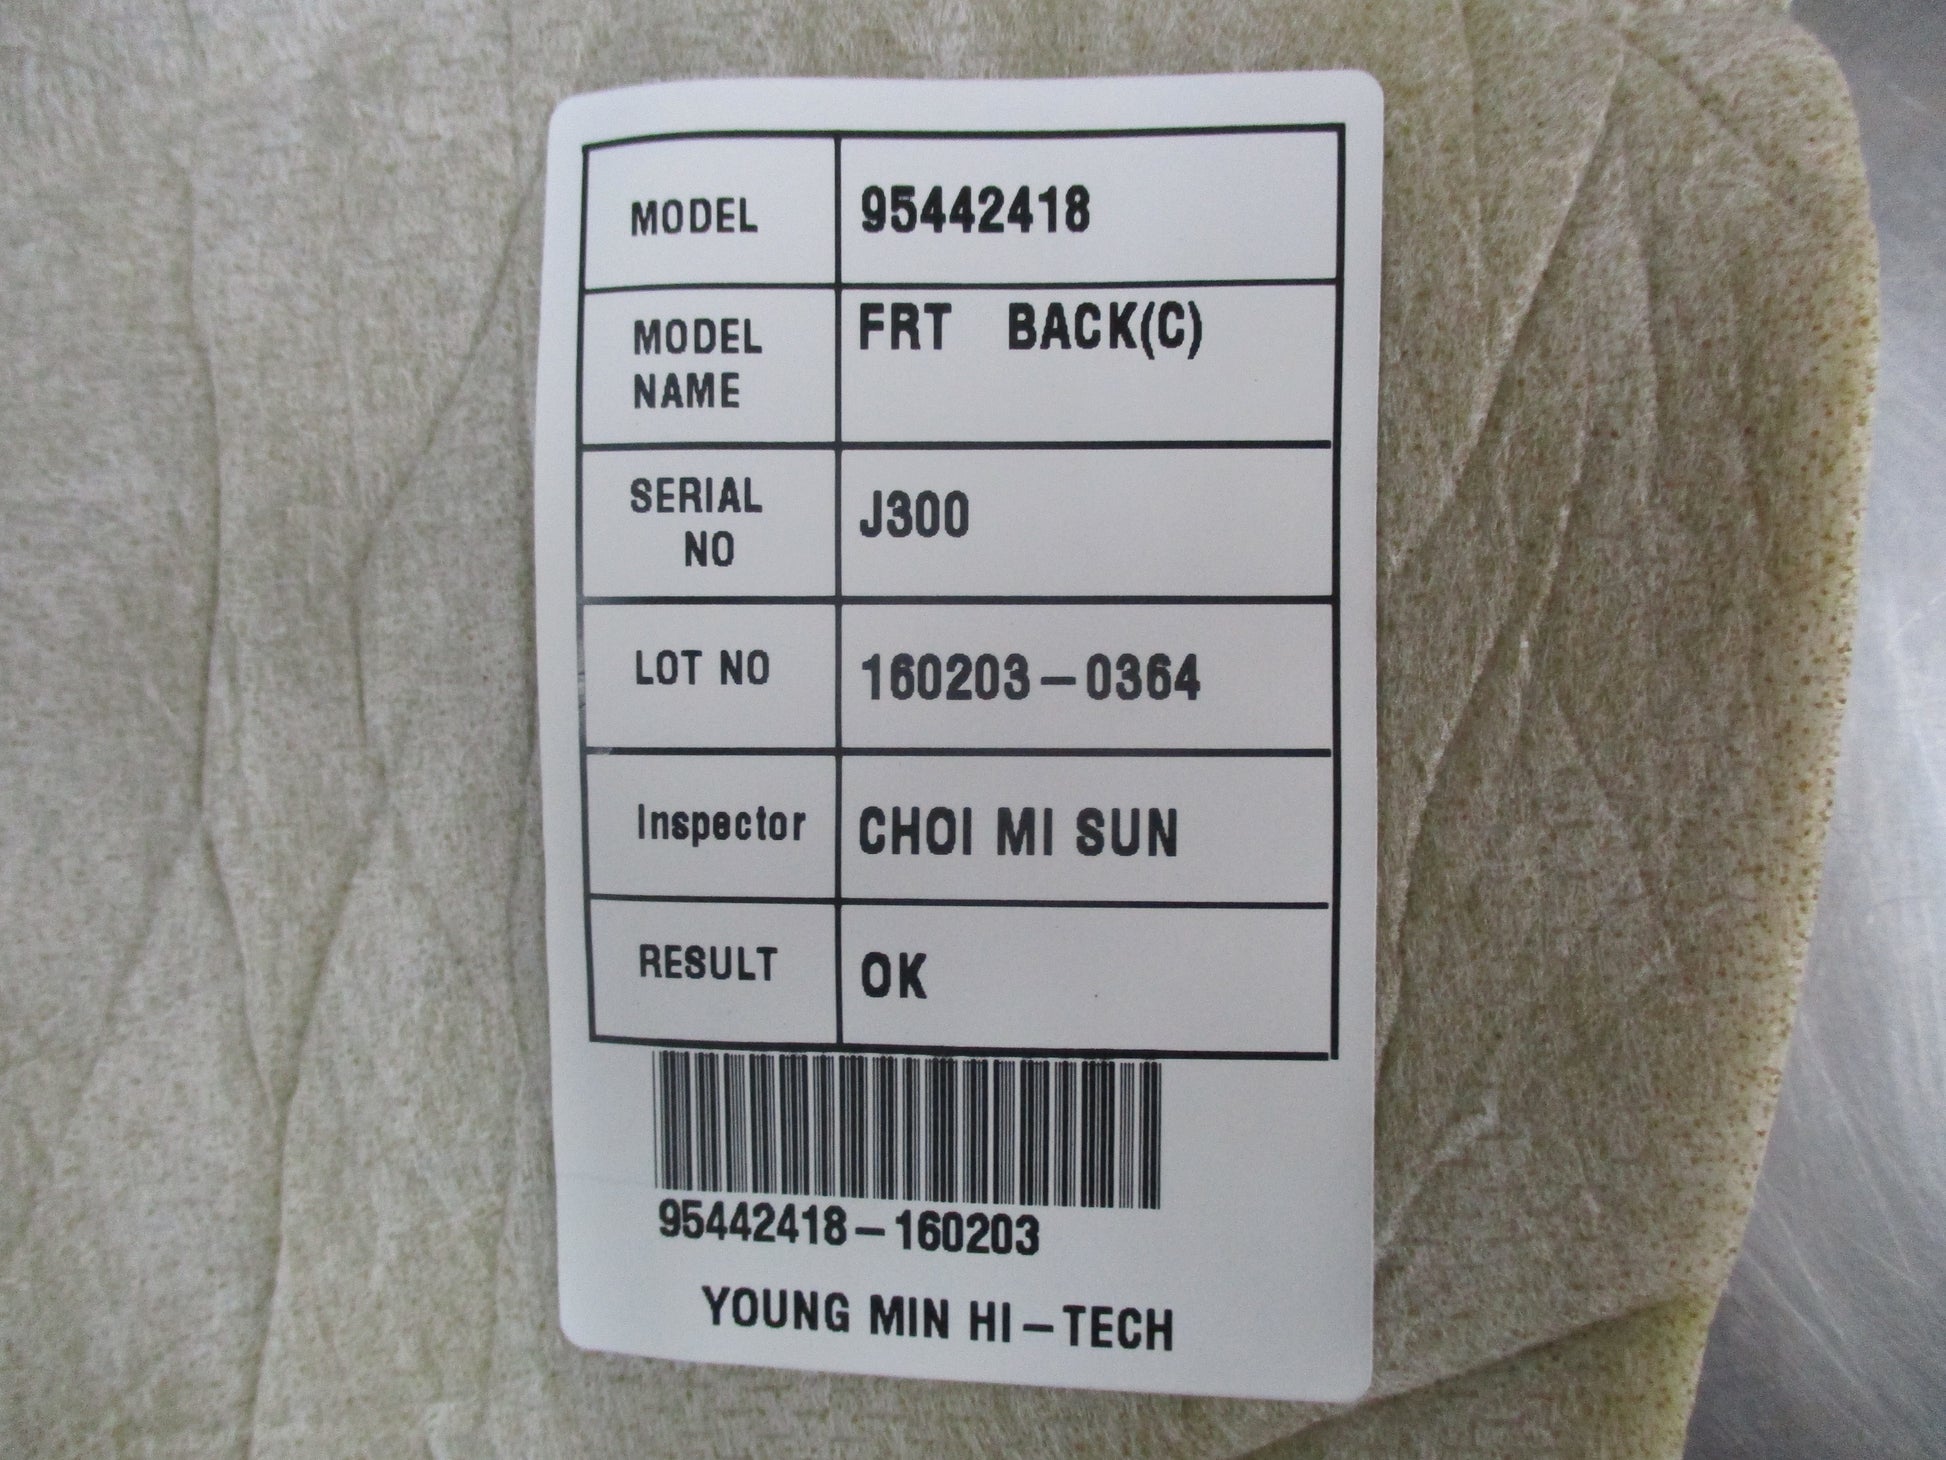 MODEL 95442418
MODEL NAME FRT BACK(C)
SERIAL NO J300
LOT NO 160203-0364
Inspector CHOI MI SUN
RESULT OK
95442418-160203
YOUNG MIN HI-TECH